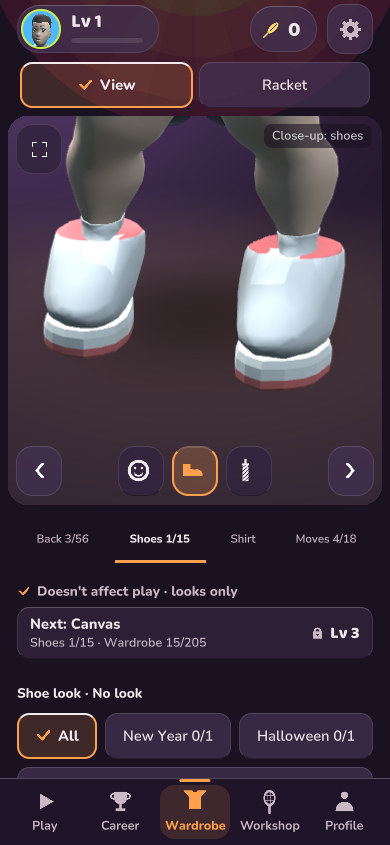 Lv 1
0
View
Racket
Close-up: shoes
Back 3/56
Shoes 1/15
Shirt
Moves 4/18
Doesn't affect play · looks only
Next: Canvas
Shoes 1/15 · Wardrobe 15/205
Lv 3
Shoe look · No look
All
New Year 0/1
Halloween 0/1
Play
Career
Wardrobe
Workshop
Profile